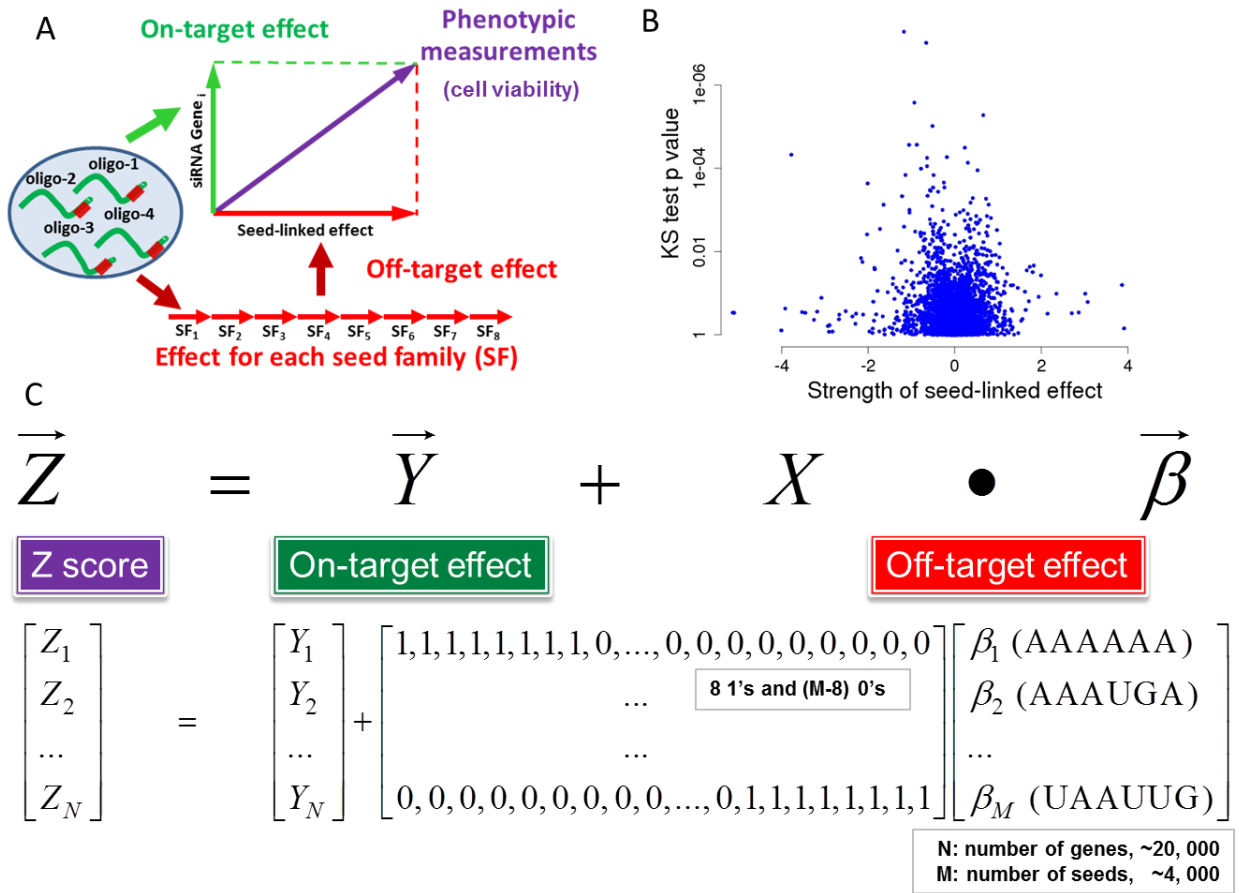 A
On-target effect
Phenotypic
measurements
(cell viability)
siRNA Gene i
oligo-1
oligo-2
oligo-4
oligo-3
Seed-linked effect
Off-target effect
SF1 SF2 SF3 SF4 SF5 SF6 SF7 SF8
Effect for each seed family (SF)
B
KS test p value
1e-06
1e-04
0.01
1
-4 -2 0 2 4
Strength of seed-linked effect
C
Z = Y + X • β
Z score
On-target effect
Off-target effect
Z1 Y1 1,1,1,1,1,1,1,1,0,...,0,0,0,0,0,0,0,0,0,0 β1 (AAAAAA)
8 1's and (M-8) 0's
Z2 = Y2 + ... β2 (AAAUGA)
... ... ... ...
ZN YN 0,0,0,0,0,0,0,0,0,...,0,1,1,1,1,1,1,1,1 βM (UAAUUG)
N: number of genes, ~20, 000
M: number of seeds, ~4, 000